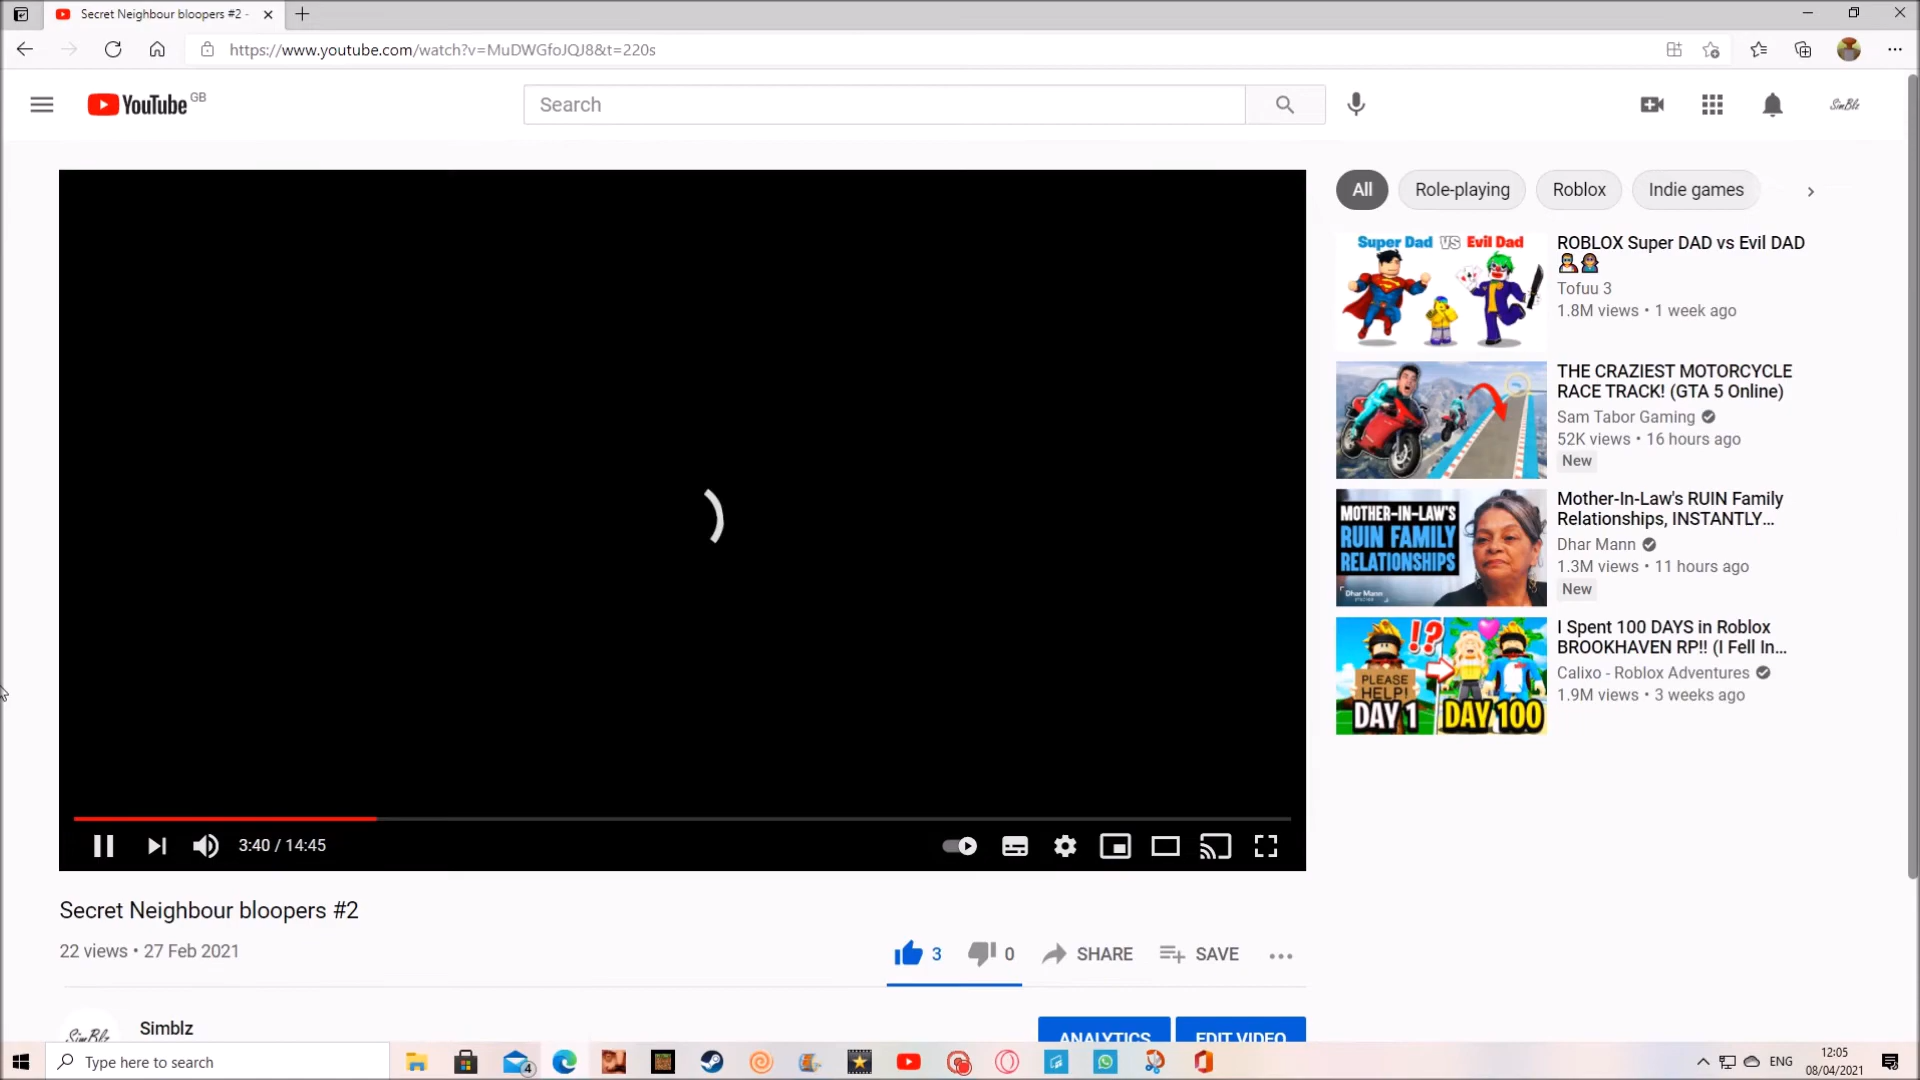 Secret Neighbour bloopers #2 -
https://www.youtube.com/watch?v=MuDWGfoJQJ8&t=220s
YouTube GB
Search
SimBlz
All
Role-playing
Roblox
Indie games
Super Dad VS Evil Dad
ROBLOX Super DAD vs Evil DAD
Tofuu 3
1.8M views • 1 week ago
THE CRAZIEST MOTORCYCLE
RACE TRACK! (GTA 5 Online)
Sam Tabor Gaming
52K views • 16 hours ago
New
MOTHER-IN-LAW'S
RUIN FAMILY
RELATIONSHIPS
Dhar Mann
Mother-In-Law's RUIN Family
Relationships, INSTANTLY...
Dhar Mann
1.3M views • 11 hours ago
New
!?
PLEASE
HELP!
DAY 1
DAY 100
I Spent 100 DAYS in Roblox
BROOKHAVEN RP!! (I Fell In...
Calixo - Roblox Adventures
1.9M views • 3 weeks ago
3:40 / 14:45
Secret Neighbour bloopers #2
22 views • 27 Feb 2021
3
0
SHARE
SAVE
SimBlz
Simblz
ANALYTICS
EDIT VIDEO
Type here to search
4
ENG
12:05
08/04/2021